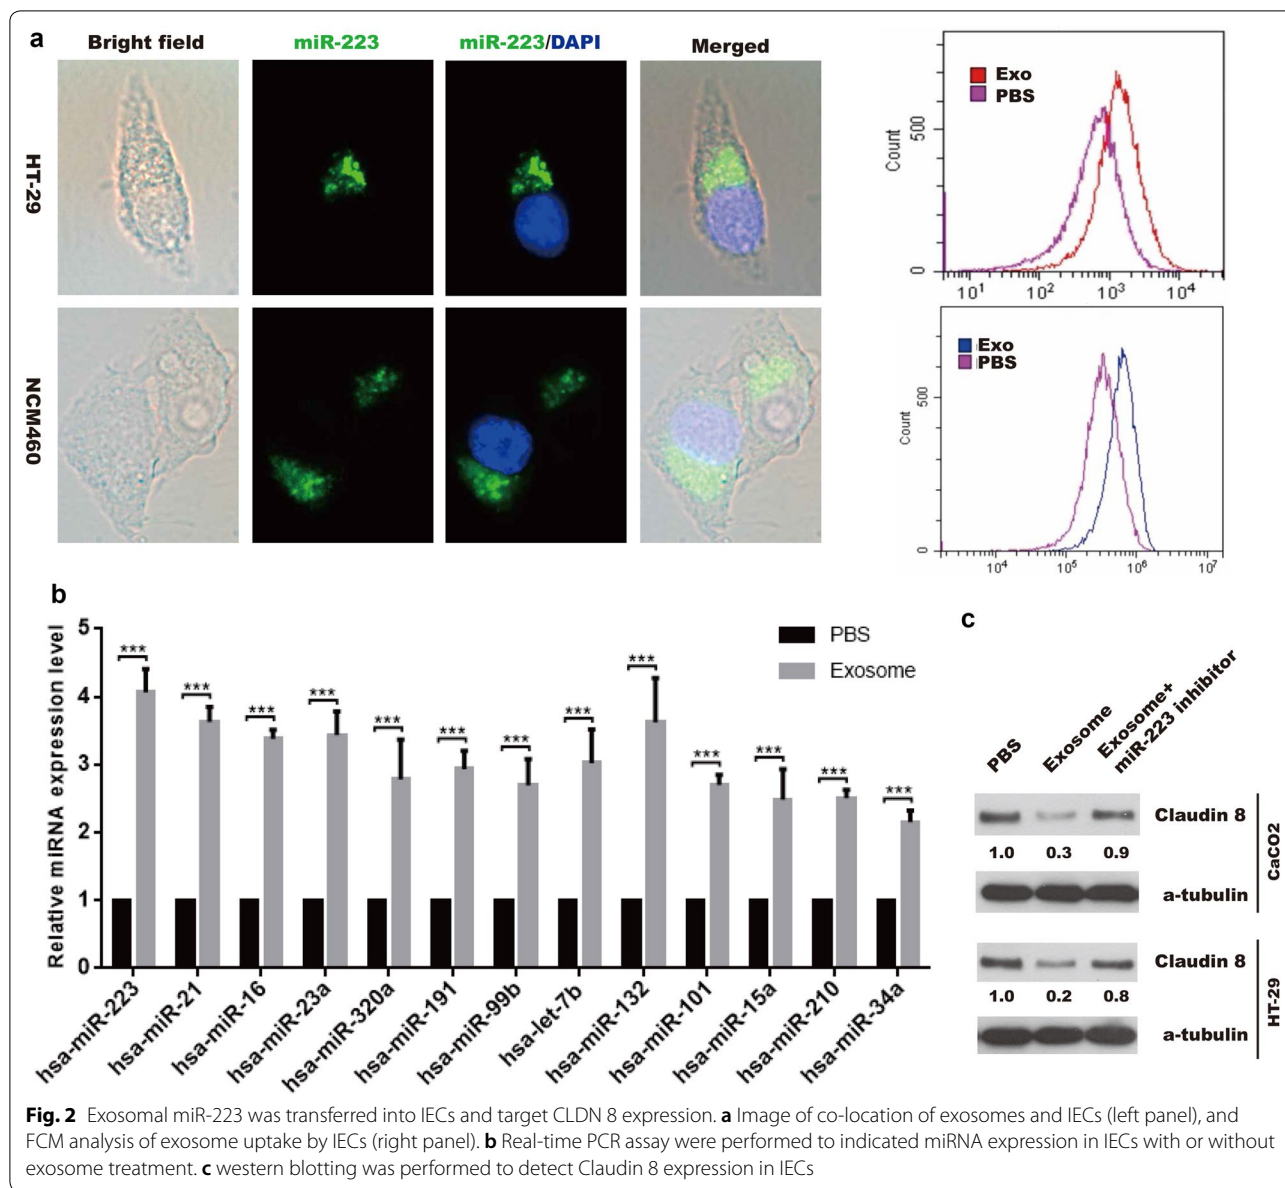 a
Bright field
miR-223
miR-223/DAPI
Merged
HT-29
NCM460
Exo
PBS
Count
500
0
10¹
10²
10³
10⁴
Exo
PBS
Count
500
0
10⁴
10⁵
10⁶
10⁷
b
Relative miRNA expression level
5
4
3
2
1
0
PBS
Exosome
***
***
***
***
***
***
***
***
***
***
***
***
***
hsa-miR-223
hsa-miR-21
hsa-miR-16
hsa-miR-23a
hsa-miR-320a
hsa-miR-191
hsa-miR-99b
hsa-let-7b
hsa-miR-132
hsa-miR-101
hsa-miR-15a
hsa-miR-210
hsa-miR-34a
c
PBS
Exosome
Exosome+
miR-223 inhibitor
Claudin 8
1.0 0.3 0.9
a-tubulin
CaCO2
Claudin 8
1.0 0.2 0.8
a-tubulin
HT-29
Fig. 2 Exosomal miR-223 was transferred into IECs and target CLDN 8 expression. a Image of co-location of exosomes and IECs (left panel), and
FCM analysis of exosome uptake by IECs (right panel). b Real-time PCR assay were performed to indicated miRNA expression in IECs with or without
exosome treatment. c western blotting was performed to detect Claudin 8 expression in IECs